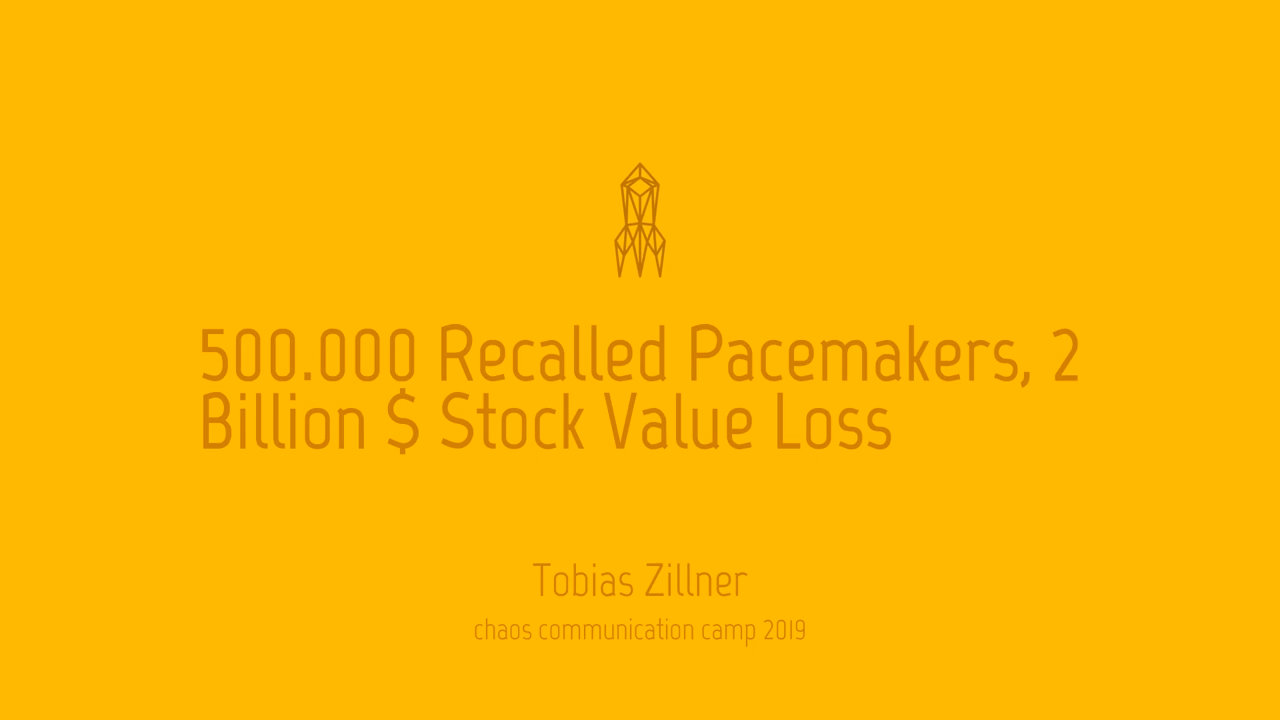 500.000 Recalled Pacemakers, 2
Billion $ Stock Value Loss
Tobias Zillner
chaos communication camp 2019